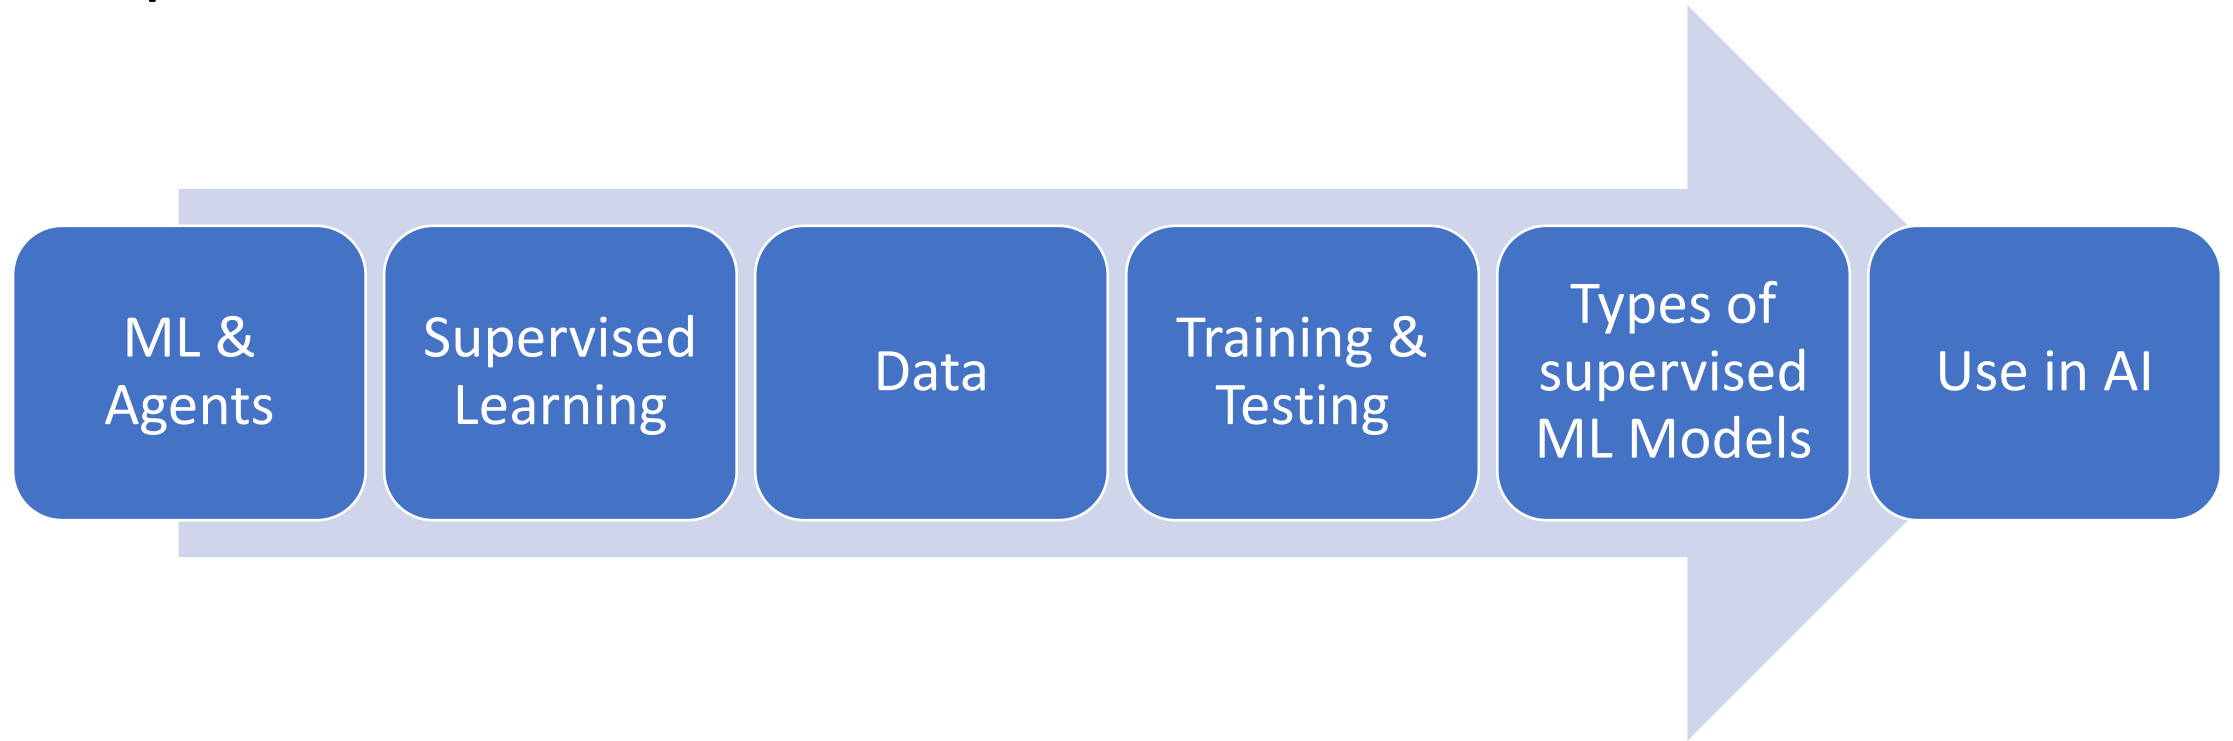 ML &
Agents
Supervised
Learning
Data
Training &
Testing
Types of
supervised
ML Models
Use in AI